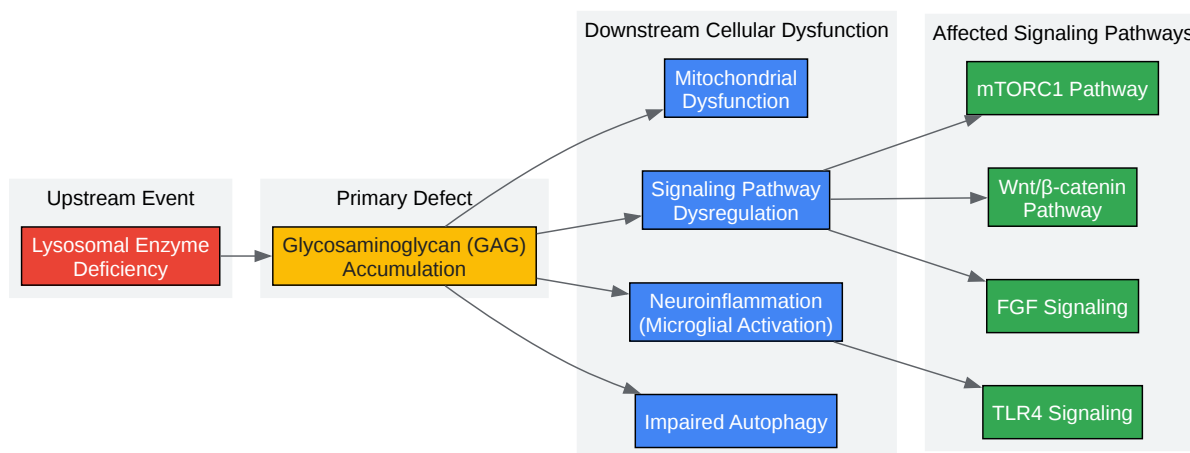 Upstream Event
Lysosomal Enzyme
Deficiency
Primary Defect
Glycosaminoglycan (GAG)
Accumulation
Downstream Cellular Dysfunction
Mitochondrial
Dysfunction
Signaling Pathway
Dysregulation
Neuroinflammation
(Microglial Activation)
Impaired Autophagy
Affected Signaling Pathways
mTORC1 Pathway
Wnt/β-catenin
Pathway
FGF Signaling
TLR4 Signaling